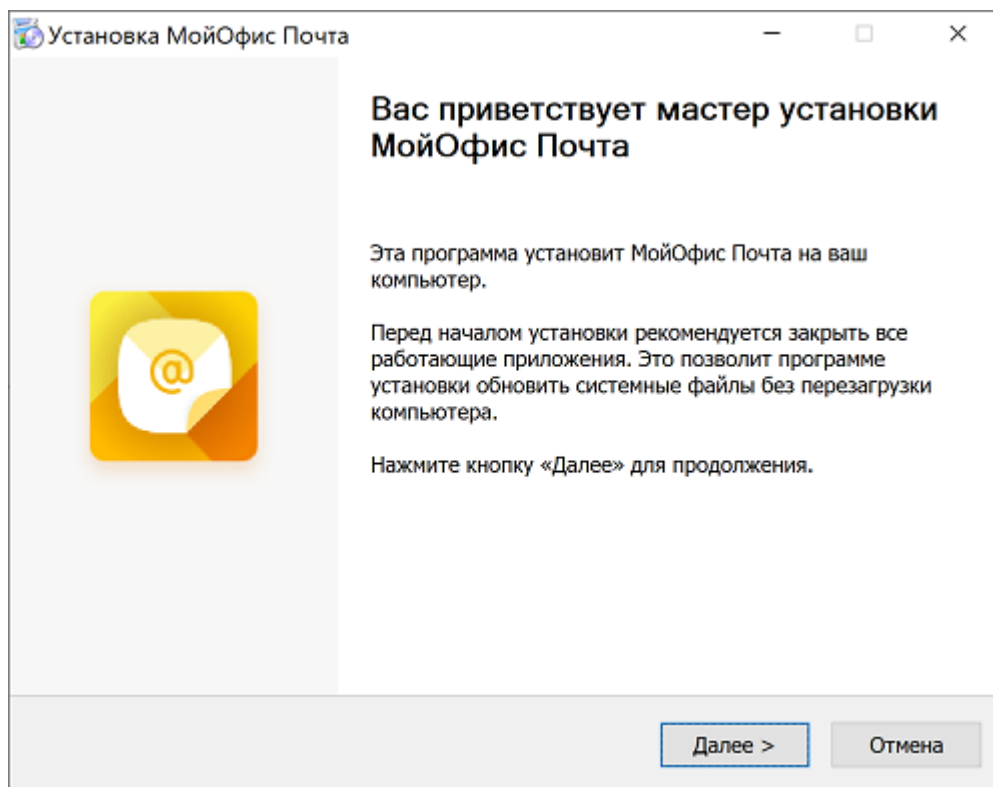 Установка МойОфис Почта
Вас приветствует мастер установки
МойОфис Почта
Эта программа установит МойОфис Почта на ваш
компьютер.
Перед началом установки рекомендуется закрыть все
работающие приложения. Это позволит программе
установки обновить системные файлы без перезагрузки
компьютера.
Нажмите кнопку «Далее» для продолжения.
@
Далее >
Отмена